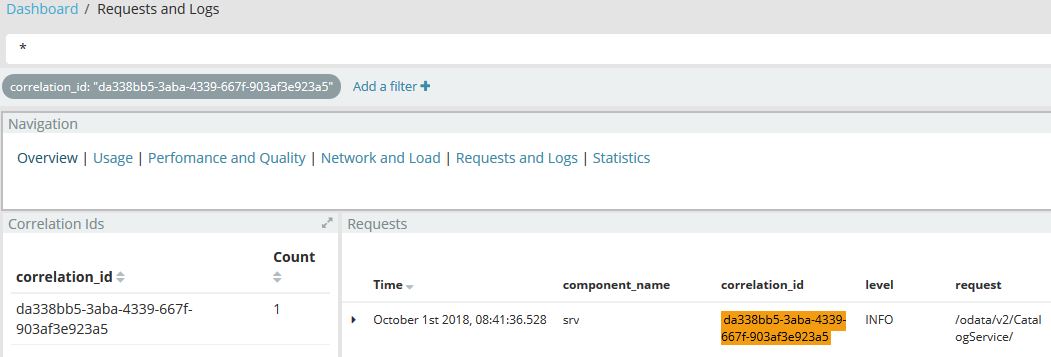 Dashboard / Requests and Logs
*
correlation_id: "da338bb5-3aba-4339-667f-903af3e923a5" Add a filter +
Navigation
Overview | Usage | Perfomance and Quality | Network and Load | Requests and Logs | Statistics
Correlation Ids
correlation_id Count
da338bb5-3aba-4339-667f- 1
903af3e923a5
Requests
Time component_name correlation_id level request
October 1st 2018, 08:41:36.528 srv da338bb5-3aba-4339- INFO /odata/v2/Catal
667f-903af3e923a5 ogService/